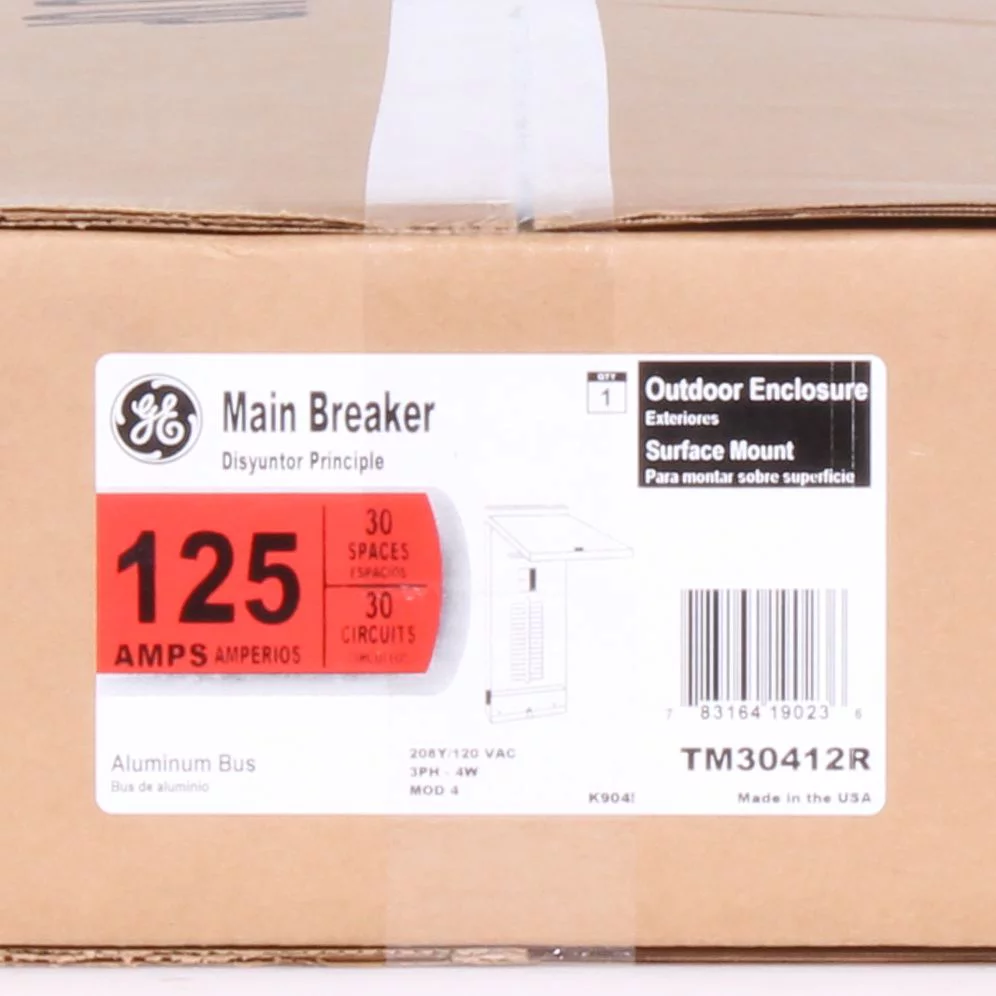 GE
Main Breaker
Disyuntor Principle
QTY
1
Outdoor Enclosure
Exteriores
Surface Mount
Para montar sobre superficie
125
AMPS AMPERIOS
30
SPACES
ESPACIOS
30
CIRCUITS
7 83164 19023 6
Aluminum Bus
Bus de aluminio
208Y/120 VAC
3PH - 4W
MOD 4
TM30412R
Made in the USA